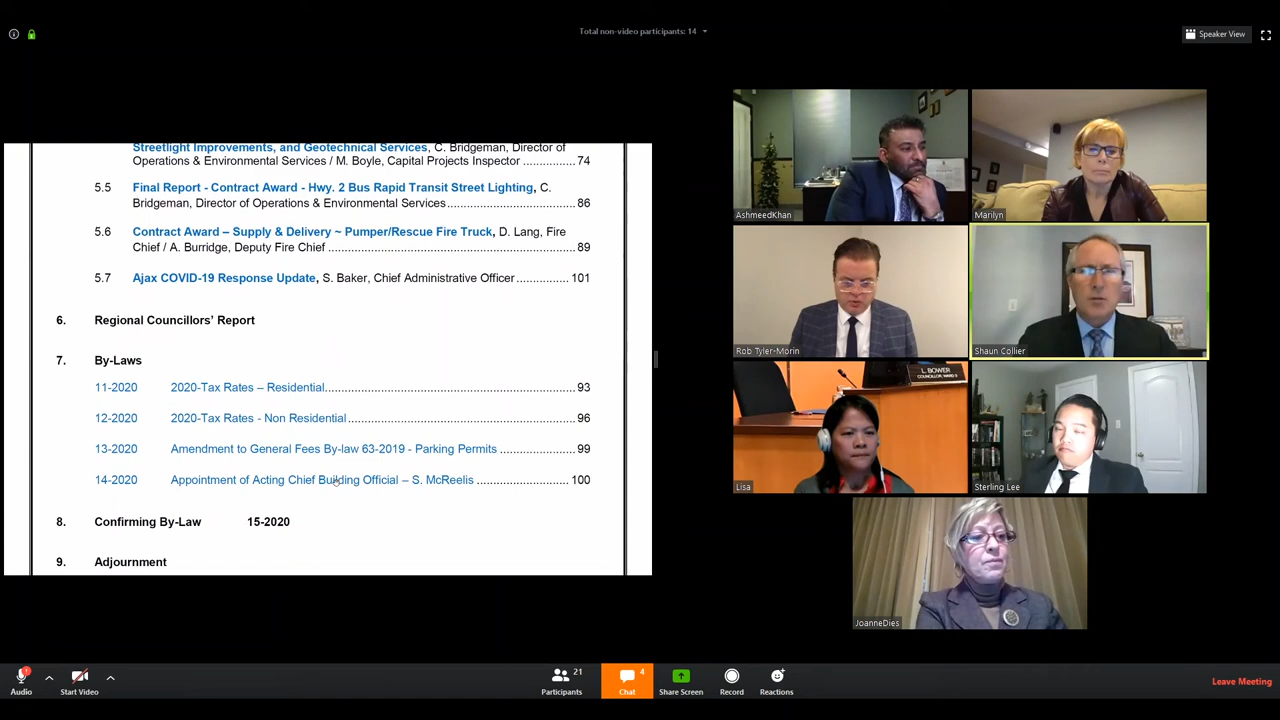 Total non-video participants: 14
Speaker View
Streetlight Improvements, and Geotechnical Services, C. Bridgeman, Director of
Operations & Environmental Services / M. Boyle, Capital Projects Inspector ............... 74
5.5 Final Report - Contract Award - Hwy. 2 Bus Rapid Transit Street Lighting, C.
Bridgeman, Director of Operations & Environmental Services....................................... 86
5.6 Contract Award – Supply & Delivery ~ Pumper/Rescue Fire Truck, D. Lang, Fire
Chief / A. Burridge, Deputy Fire Chief .......................................................................... 89
5.7 Ajax COVID-19 Response Update, S. Baker, Chief Administrative Officer ................ 101
6. Regional Councillors' Report
7. By-Laws
11-2020 2020-Tax Rates – Residential........................................................................... 93
12-2020 2020-Tax Rates - Non Residential ..................................................................... 96
13-2020 Amendment to General Fees By-law 63-2019 - Parking Permits ....................... 99
14-2020 Appointment of Acting Chief Building Official – S. McReelis ........................... 100
8. Confirming By-Law 15-2020
9. Adjournment
AshmeedKhan
Marilyn
Rob Tyler-Morin
Shaun Collier
L. BOWER
COUNCILLOR, WARD 3
Lisa
Sterling Lee
JoanneDies
Audio
Start Video
21
Participants
4
Chat
Share Screen
Record
Reactions
Leave Meeting